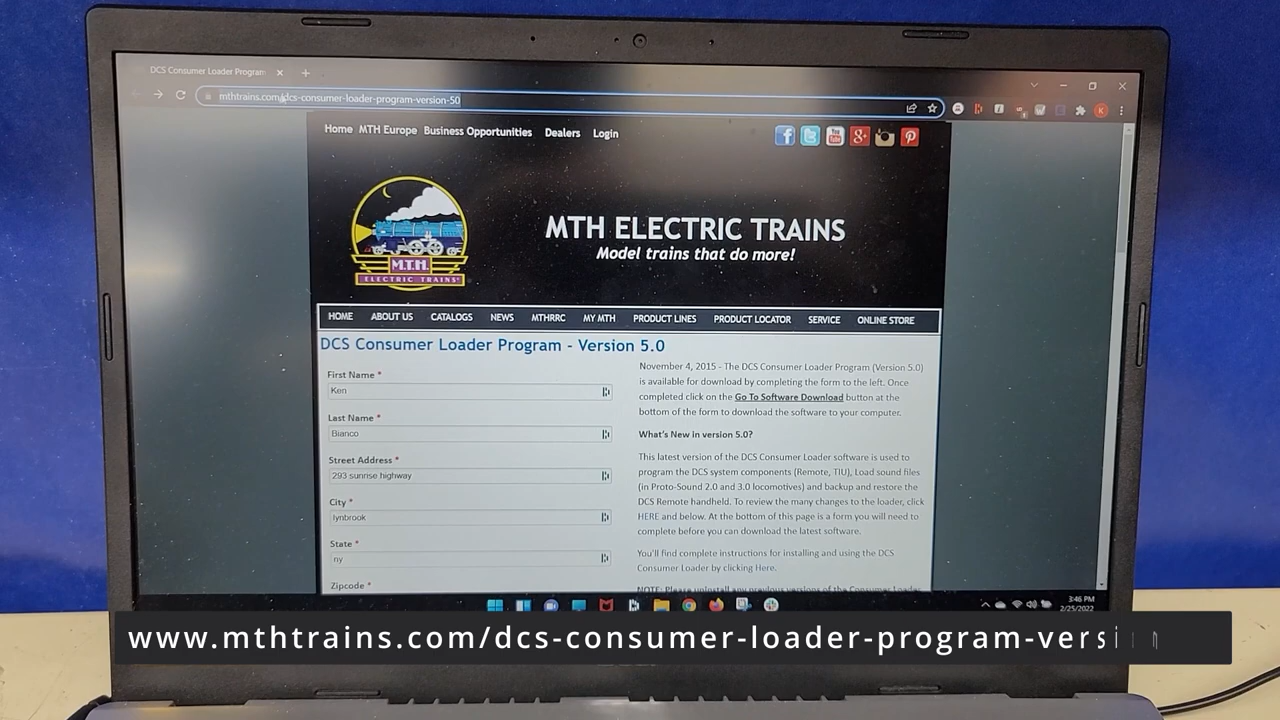 DCS Consumer Loader Program
mthtrains.com/dcs-consumer-loader-program-version-50
Home MTH Europe Business Opportunities Dealers Login
M.T.H.
ELECTRIC TRAINS
MTH ELECTRIC TRAINS
Model trains that do more!
HOME ABOUT US CATALOGS NEWS MTHRRC MY MTH PRODUCT LINES PRODUCT LOCATOR SERVICE ONLINE STORE
DCS Consumer Loader Program - Version 5.0
First Name *
Ken
Last Name *
Bianco
Street Address *
293 sunrise highway
City *
lynbrook
State *
ny
Zipcode *
November 4, 2015 - The DCS Consumer Loader Program (Version 5.0)
is available for download by completing the form to the left. Once
completed click on the Go To Software Download button at the
bottom of the form to download the software to your computer.
What's New in version 5.0?
This latest version of the DCS Consumer Loader software is used to
program the DCS system components (Remote, TIU), Load sound files
(in Proto-Sound 2.0 and 3.0 locomotives) and backup and restore the
DCS Remote handheld. To review the many changes to the loader, click
HERE and below. At the bottom of this page is a form you will need to
complete before you can download the latest software.
You'll find complete instructions for installing and using the DCS
Consumer Loader by clicking Here.
NOTE: Please uninstall any previous versions of the Consumer Loader
3:46 PM
2/25/2022
www.mthtrains.com/dcs-consumer-loader-program-version